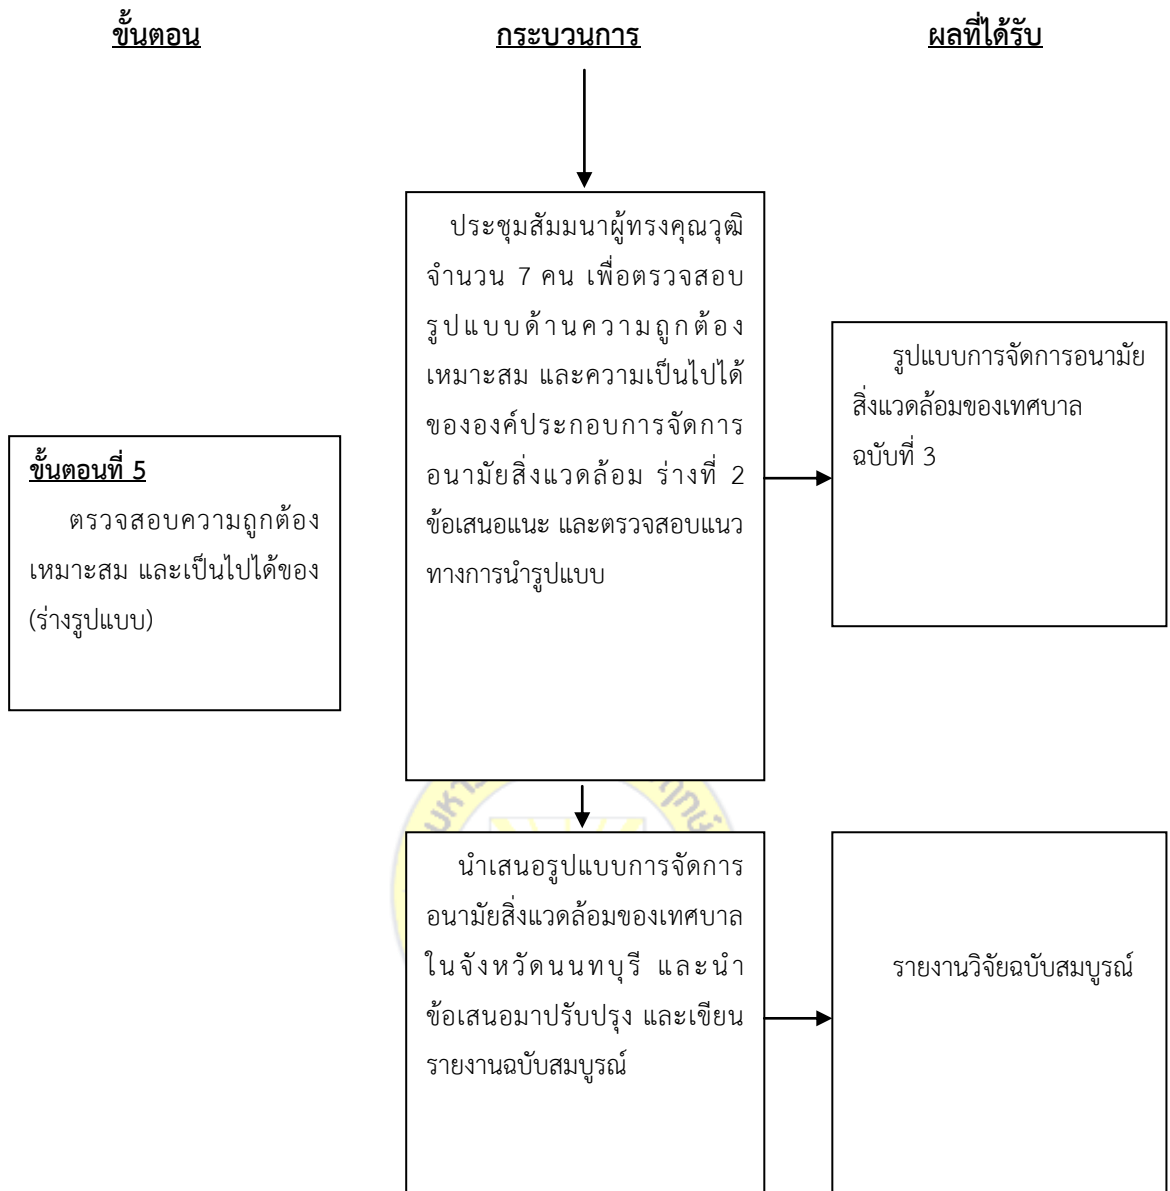 ขั้นตอน
กระบวนการ
ผลที่ได้รับ
ประชุมสัมมนาผู้ทรงคุณวุฒิ
จำนวน 7 คน เพื่อตรวจสอบ
รูปแบบด้านความถูกต้อง
เหมาะสม และความเป็นไปได้
ขององค์ประกอบการจัดการ
อนามัยสิ่งแวดล้อม ร่างที่ 2
ข้อเสนอแนะ และตรวจสอบแนว
ทางการนำรูปแบบ
รูปแบบการจัดการอนามัย
สิ่งแวดล้อมของเทศบาล
ฉบับที่ 3
ขั้นตอนที่ 5
ตรวจสอบความถูกต้อง
เหมาะสม และเป็นไปได้ของ
(ร่างรูปแบบ)
นำเสนอรูปแบบการจัดการ
อนามัยสิ่งแวดล้อมของเทศบาล
ในจังหวัดนนทบุรี และนำ
ข้อเสนอมาปรับปรุง และเขียน
รายงานฉบับสมบูรณ์
รายงานวิจัยฉบับสมบูรณ์